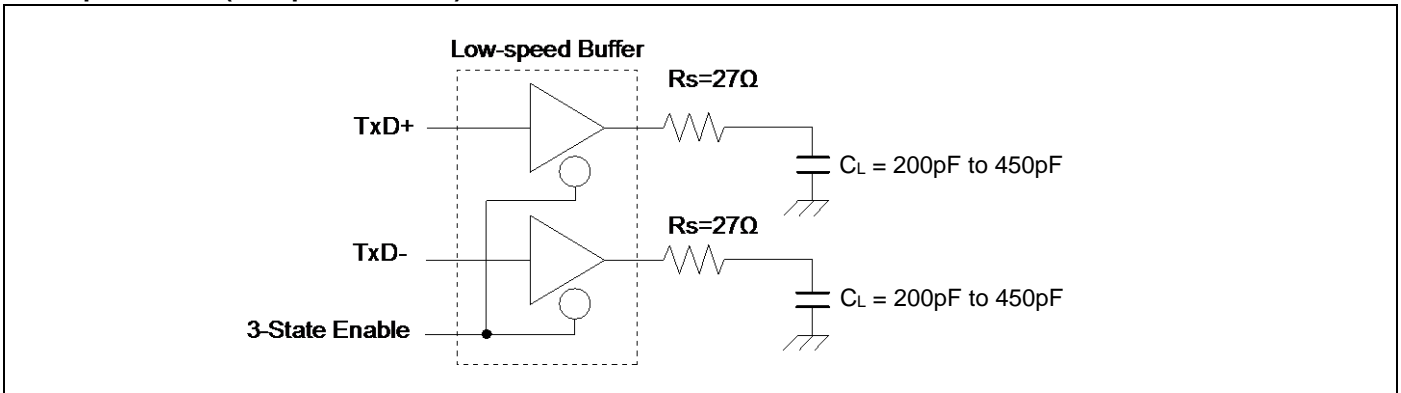 Low-speed Buffer
Rs=27Ω
TxD+
CL = 200pF to 450pF
Rs=27Ω
TxD-
CL = 200pF to 450pF
3-State Enable